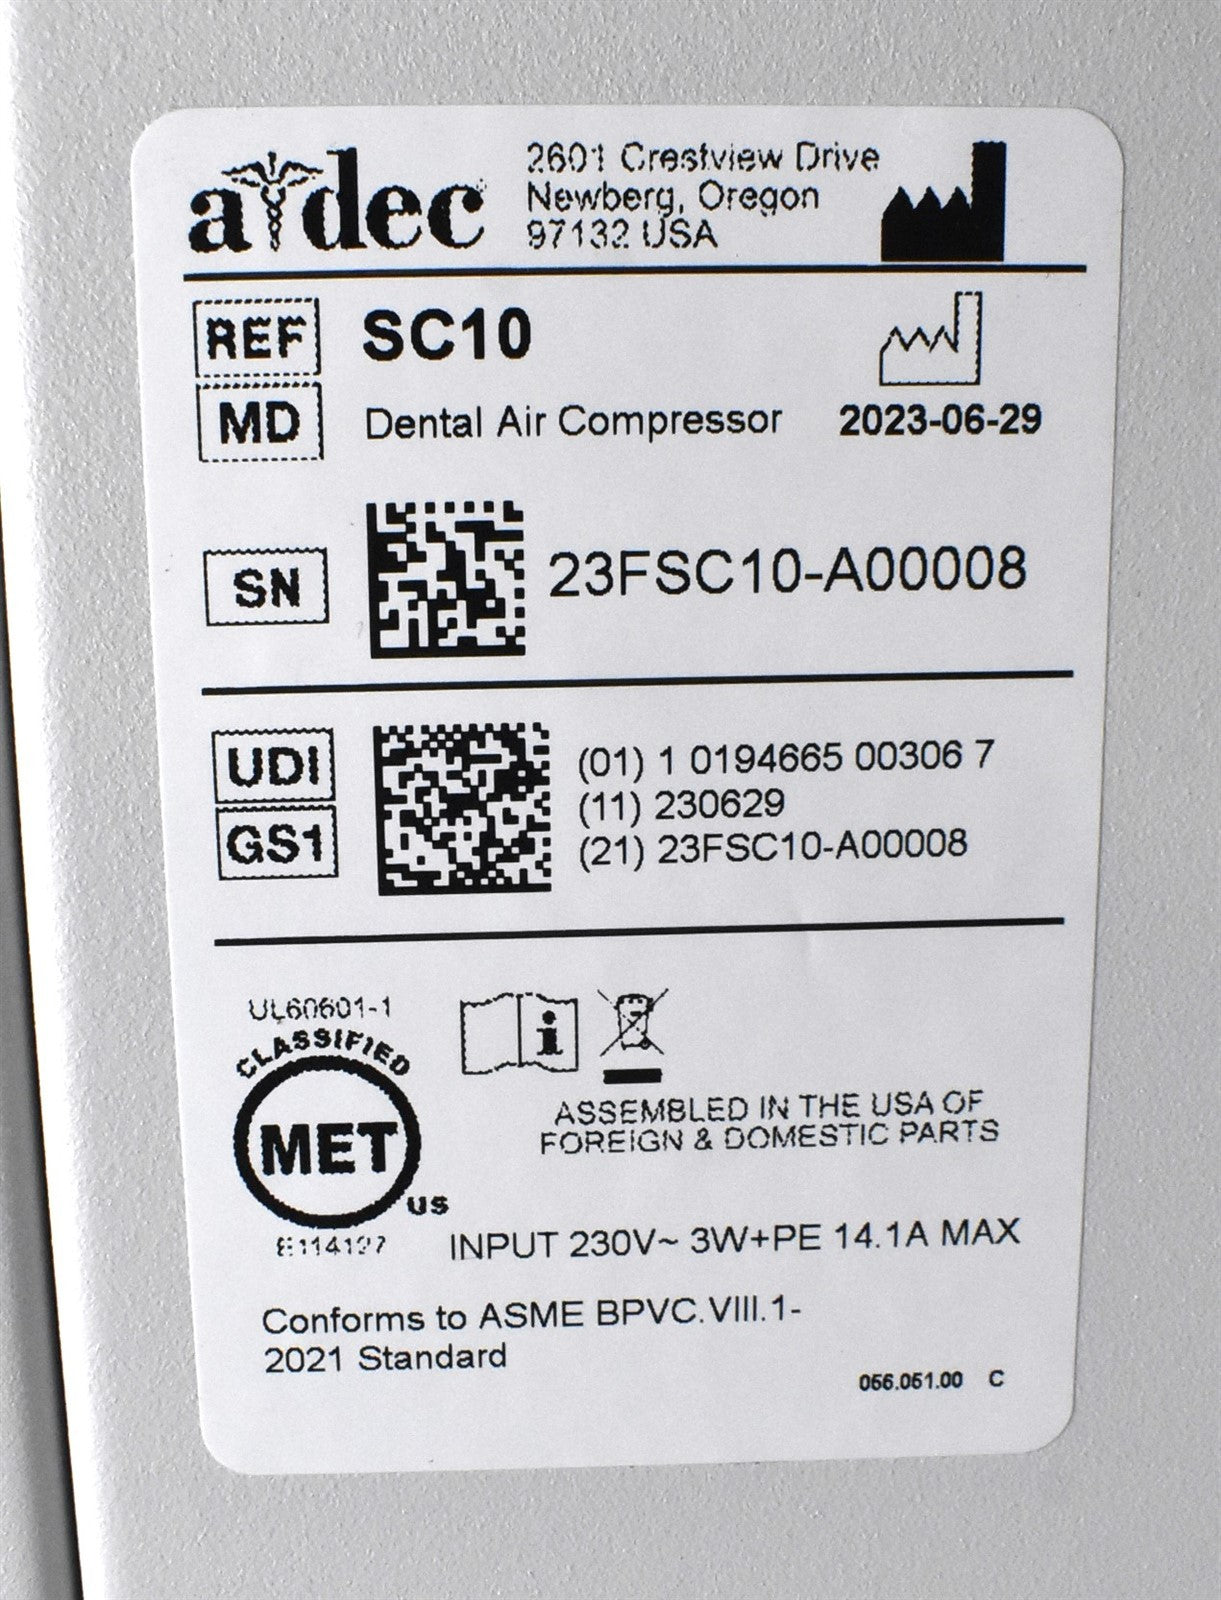 a dec
2601 Crestview Drive
Newberg, Oregon
97132 USA
REF SC10
MD Dental Air Compressor 2023-06-29
SN 23FSC10-A00008
UDI (01) 1 0194665 00306 7
(11) 230629
GS1 (21) 23FSC10-A00008
UL60601-1
CLASSIFIED
MET
US
E114127
ASSEMBLED IN THE USA OF
FOREIGN & DOMESTIC PARTS
INPUT 230V~ 3W+PE 14.1A MAX
Conforms to ASME BPVC.VIII.1-
2021 Standard
056.051.00 C